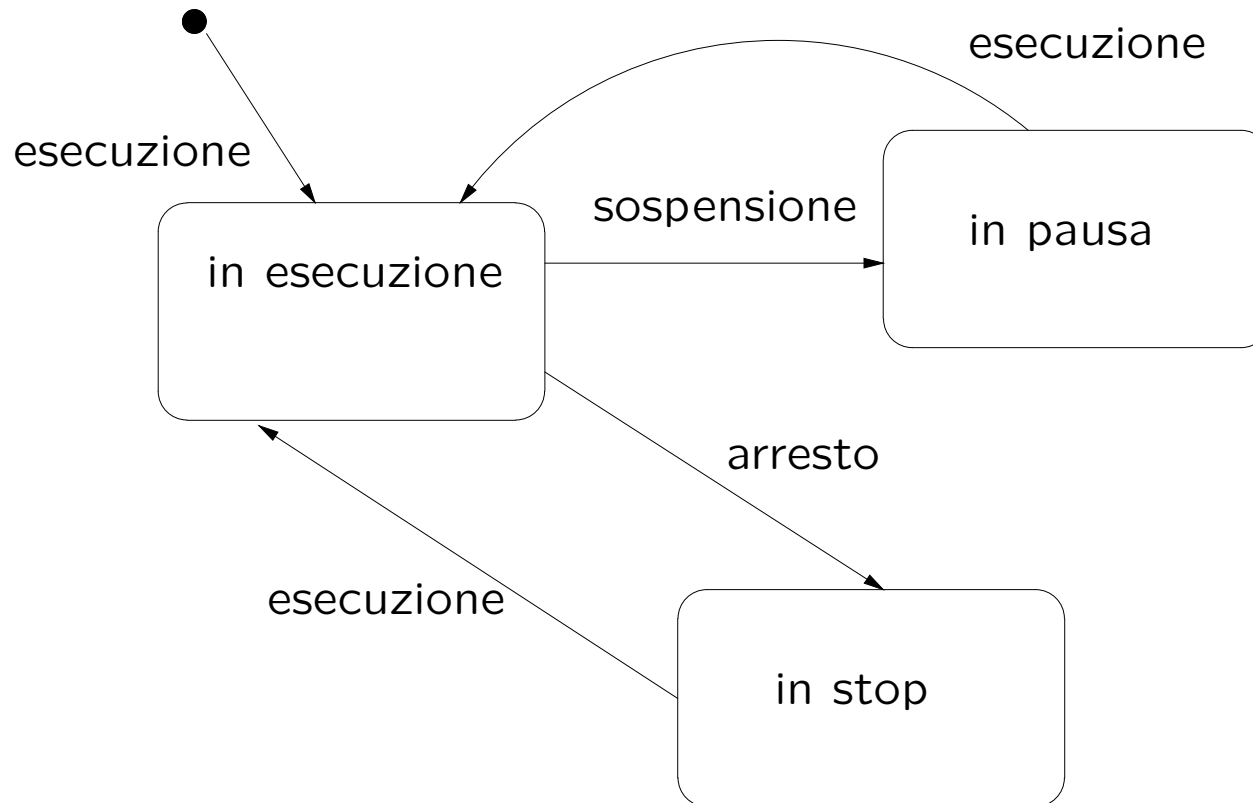 esecuzione
esecuzione
sospensione
in pausa
in esecuzione
arresto
esecuzione
in stop